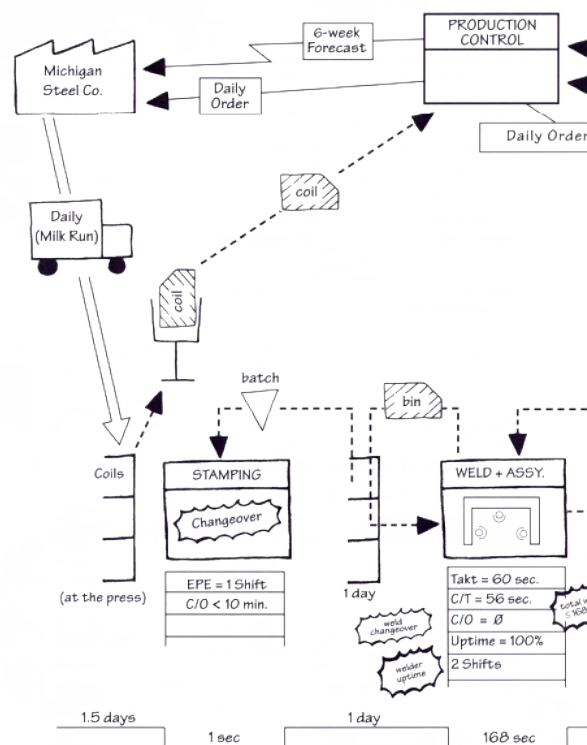 6-week
Forecast
PRODUCTION
CONTROL
Michigan
Steel Co.
Daily
Order
Daily Order
coil
Daily
(Milk Run)
coil
batch
bin
Coils
STAMPING
WELD + ASSY.
Changeover
(at the press)
EPE = 1 Shift
C/O < 10 min.
1 day
Takt = 60 sec.
C/T = 56 sec.
C/O = Ø
Uptime = 100%
2 Shifts
total w
≤ 168
weld
changeover
welder
uptime
1.5 days
1 sec
1 day
168 sec